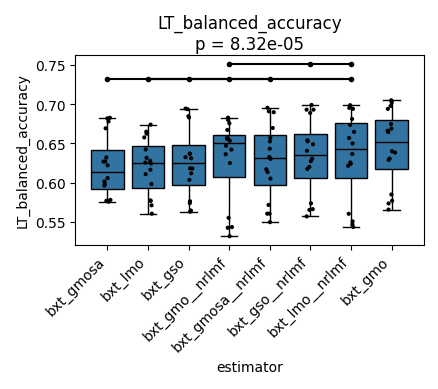 LT_balanced_accuracy
p = 8.32e-05
LT_balanced_accuracy
0.75
0.70
0.65
0.60
0.55
bxt_gmosa
bxt_lmo
bxt_gso
bxt_gmo__nrlmf
bxt_gmosa__nrlmf
bxt_gso__nrlmf
bxt_lmo__nrlmf
bxt_gmo
estimator